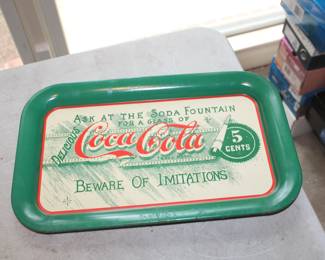 ASK AT THE SODA FOUNTAIN
FOR A GLASS OF
Delicious
Coca-Cola
5
CENTS
BEWARE OF IMITATIONS